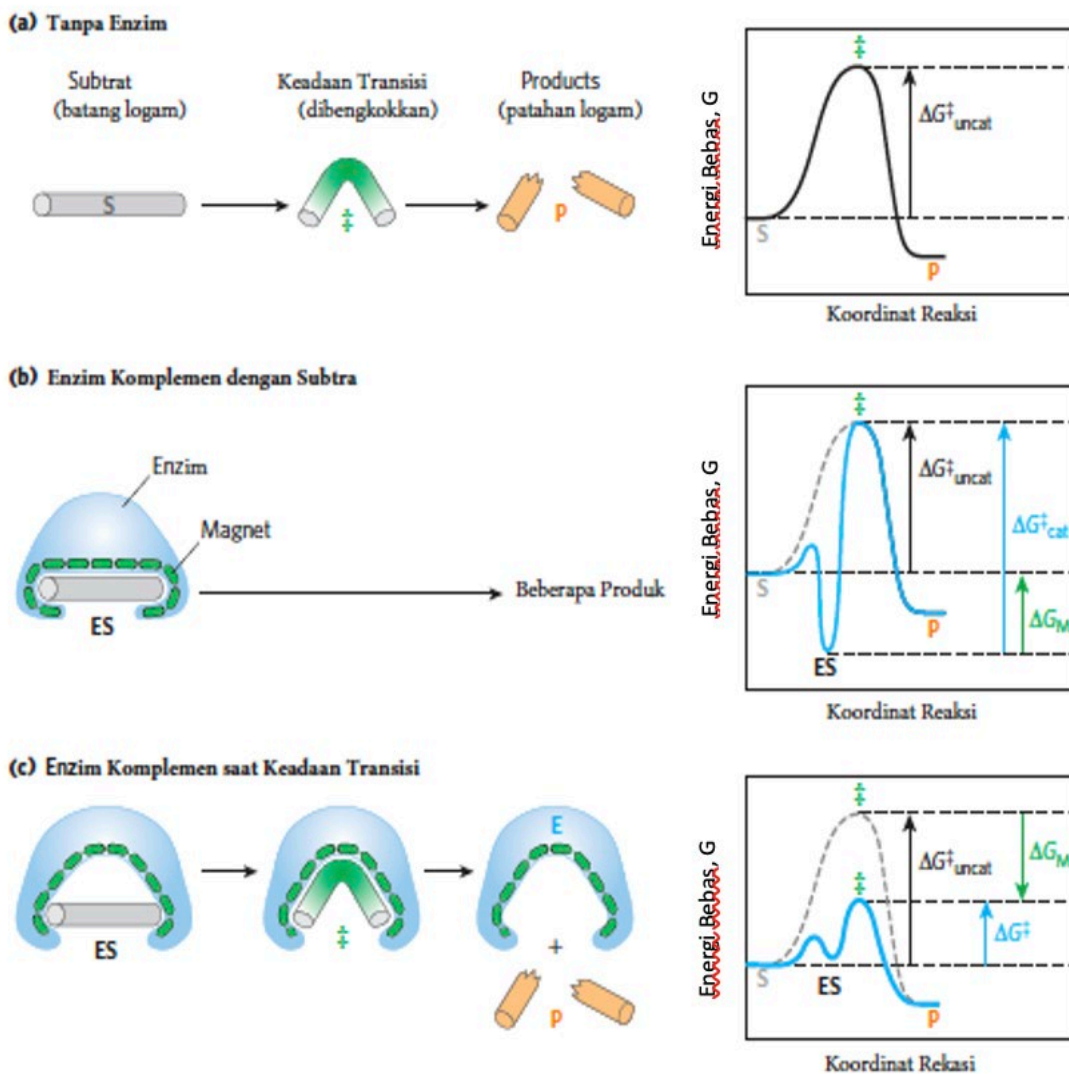 (a) Tanpa Enzim
Subtrat
(batang logam)
Keadaan Transisi
(dibengkokkan)
Products
(patahan logam)
S
‡
P
Energi Bebas, G
‡
ΔG‡uncat
S
P
Koordinat Reaksi
(b) Enzim Komplemen dengan Subtra
Enzim
Magnet
ES
Beberapa Produk
Energi Bebas, G
‡
ΔG‡uncat
ΔG‡cat
ΔGM
S
P
ES
Koordinat Reaksi
(c) Enzim Komplemen saat Keadaan Transisi
ES
‡
E
+
P
Energi Bebas, G
‡
ΔG‡uncat
ΔGM
‡
ΔG‡
S
ES
P
Koordinat Rekasi